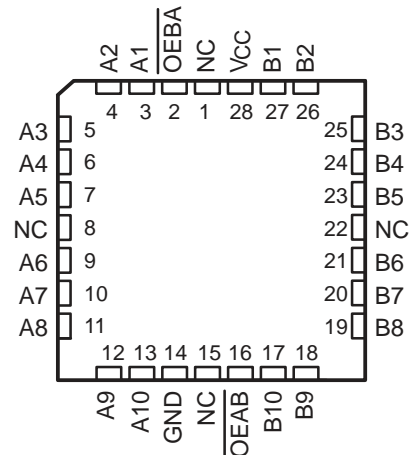 A2 A1 OEBA NC VCC B1 B2
4 3 2 1 28 27 26
A3 5 25 B3
A4 6 24 B4
A5 7 23 B5
NC 8 22 NC
A6 9 21 B6
A7 10 20 B7
A8 11 19 B8
12 13 14 15 16 17 18
A9 A10 GND NC OEAB B10 B9